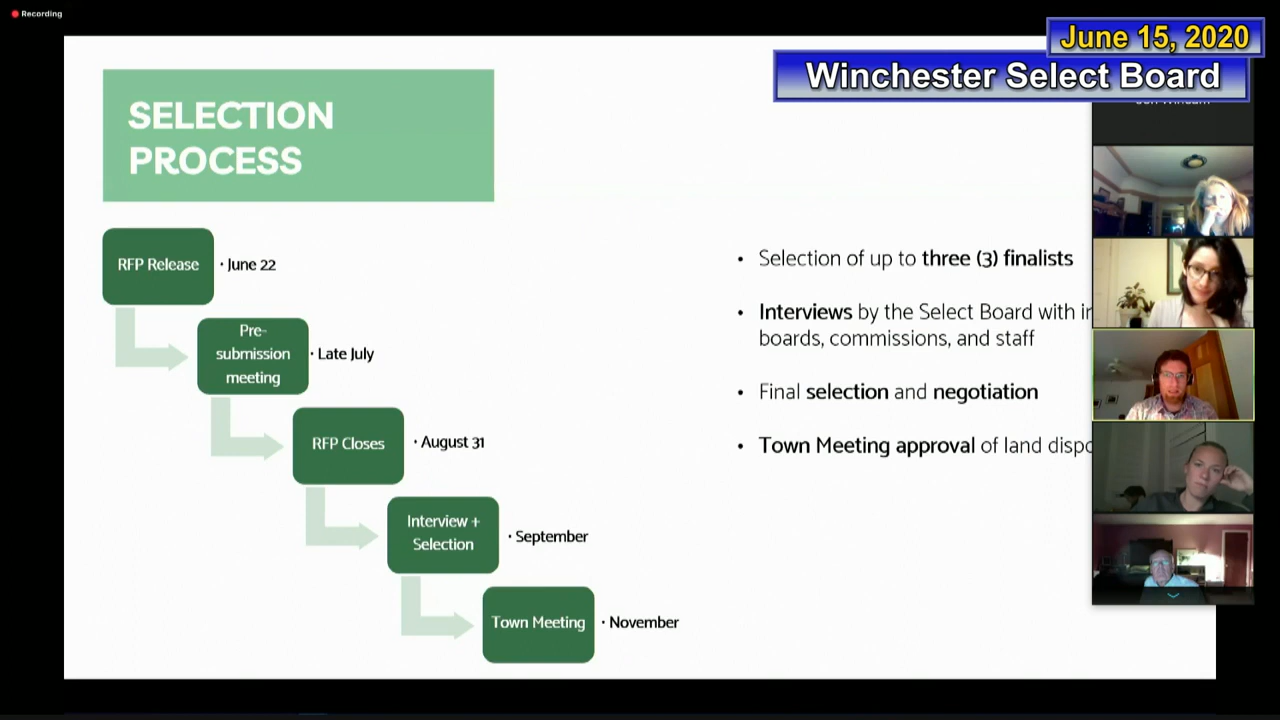 Recording
June 15, 2020
Winchester Select Board
SELECTION
PROCESS
RFP Release
· June 22
Pre-
submission
meeting
· Late July
RFP Closes
· August 31
Interview +
Selection
· September
Town Meeting
· November
• Selection of up to three (3) finalists
• Interviews by the Select Board with
boards, commissions, and staff
• Final selection and negotiation
• Town Meeting approval of land